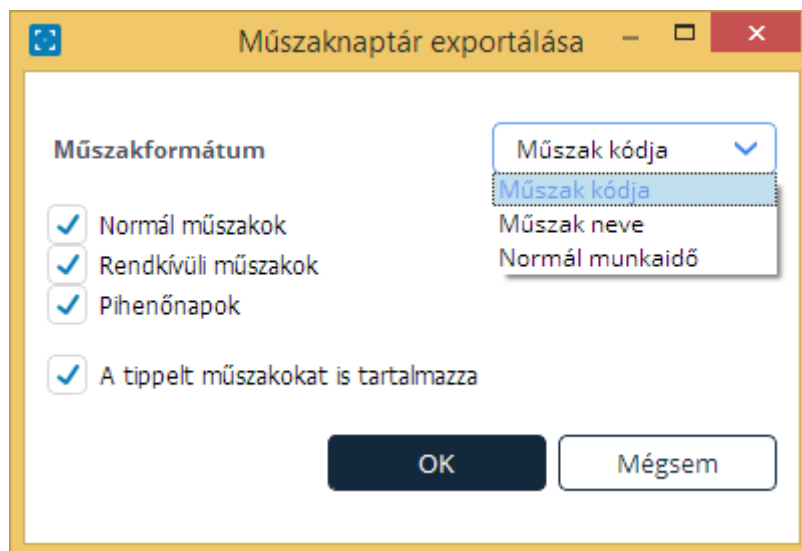 Műszaknaptár exportálása
Műszakformátum
Műszak kódja
Műszak kódja
Műszak neve
Normál munkaidő
Normál műszakok
Rendkívüli műszakok
Pihenőnapok
A tippelt műszakokat is tartalmazza
OK
Mégsem